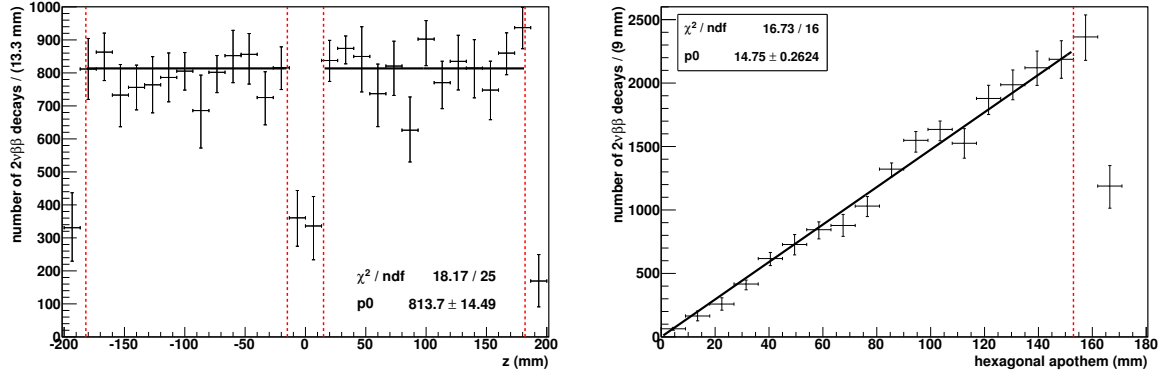 number of 2νββ decays / (13.3 mm)
1000
900
800
700
600
500
400
300
200
100
0
χ² / ndf 18.17 / 25
p0 813.7 ± 14.49
-200 -150 -100 -50 0 50 100 150 200
z (mm)
number of 2νββ decays / (9 mm)
2500
2000
1500
1000
500
0
χ² / ndf 16.73 / 16
p0 14.75 ± 0.2624
0 20 40 60 80 100 120 140 160 180
hexagonal apothem (mm)